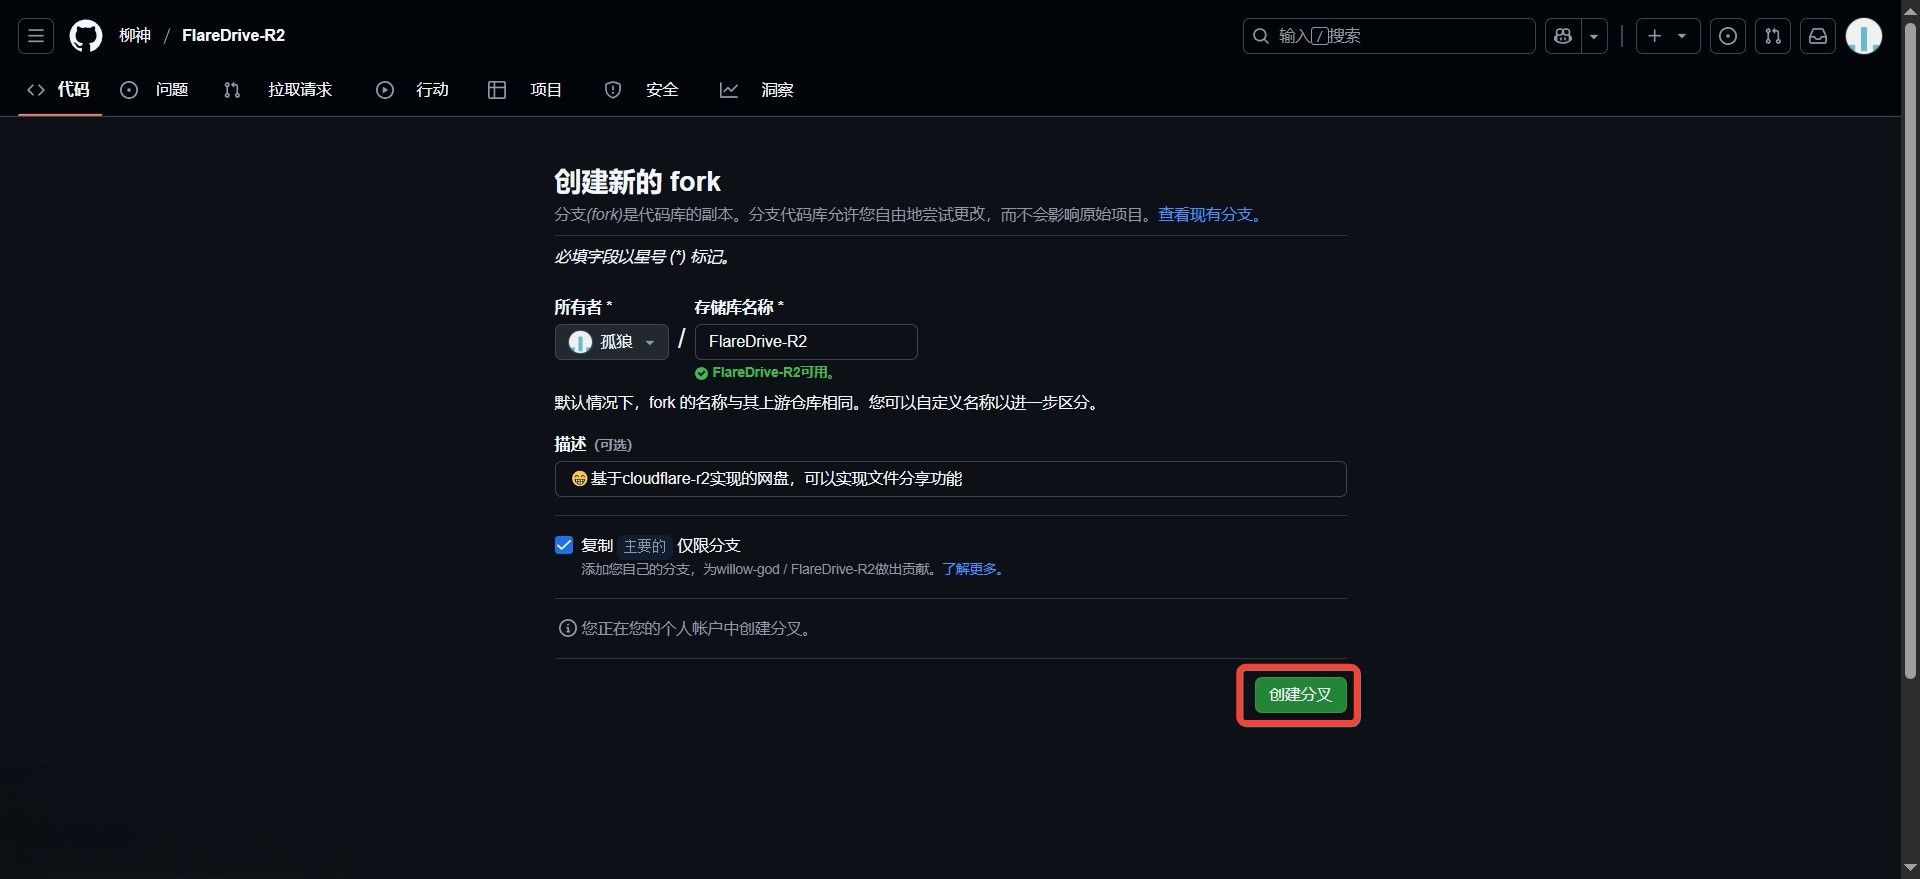 柳神 / FlareDrive-R2
输入/搜索
代码 问题 拉取请求 行动 项目 安全 洞察
创建新的 fork
分支(fork)是代码库的副本。分支代码库允许您自由地尝试更改，而不会影响原始项目。查看现有分支。
必填字段以星号 (*) 标记。
所有者 * 存储库名称 *
孤狼 / FlareDrive-R2
FlareDrive-R2可用。
默认情况下，fork 的名称与其上游仓库相同。您可以自定义名称以进一步区分。
描述 (可选)
😁基于cloudflare-r2实现的网盘，可以实现文件分享功能
复制 主要的 仅限分支
添加您自己的分支，为willow-god / FlareDrive-R2做出贡献。了解更多。
您正在您的个人帐户中创建分叉。
创建分叉